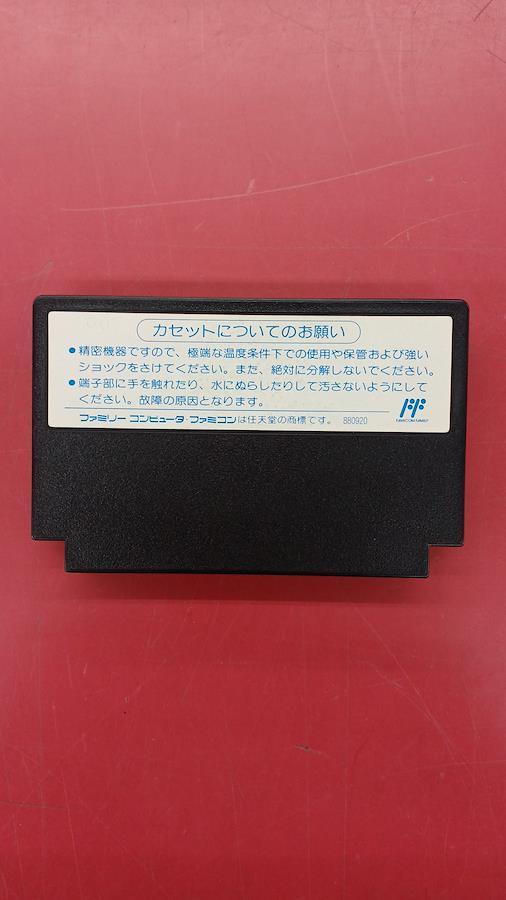 カセットについてのお願い
●精密機器ですので、極端な温度条件下での使用や保管および強い
ショックをさけてください。また、絶対に分解しないでください。
●端子部に手を触れたり、水にぬらしたりして汚さないようにして
ください。故障の原因となります。
FAMICOM FAMILY
ファミリー コンピュータ・ファミコンは任天堂の商標です。 880920